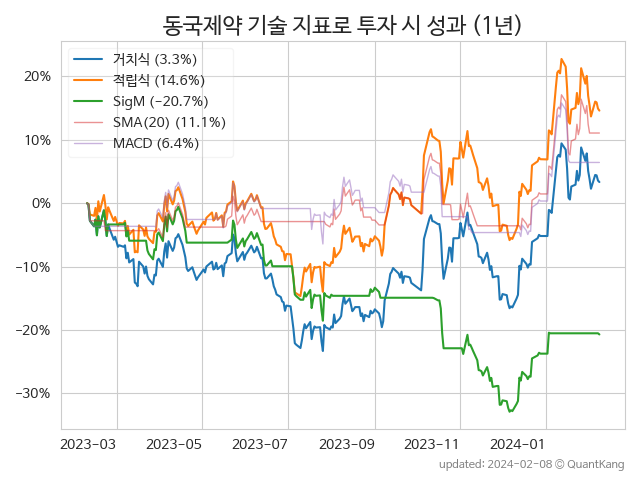 동국제약 기술 지표로 투자 시 성과 (1년)
거치식 (3.3%)
적립식 (14.6%)
SigM (−20.7%)
SMA(20) (11.1%)
MACD (6.4%)
20%
10%
0%
−10%
−20%
−30%
2023-03 2023-05 2023-07 2023-09 2023-11 2024-01
updated: 2024-02-08 © QuantKang